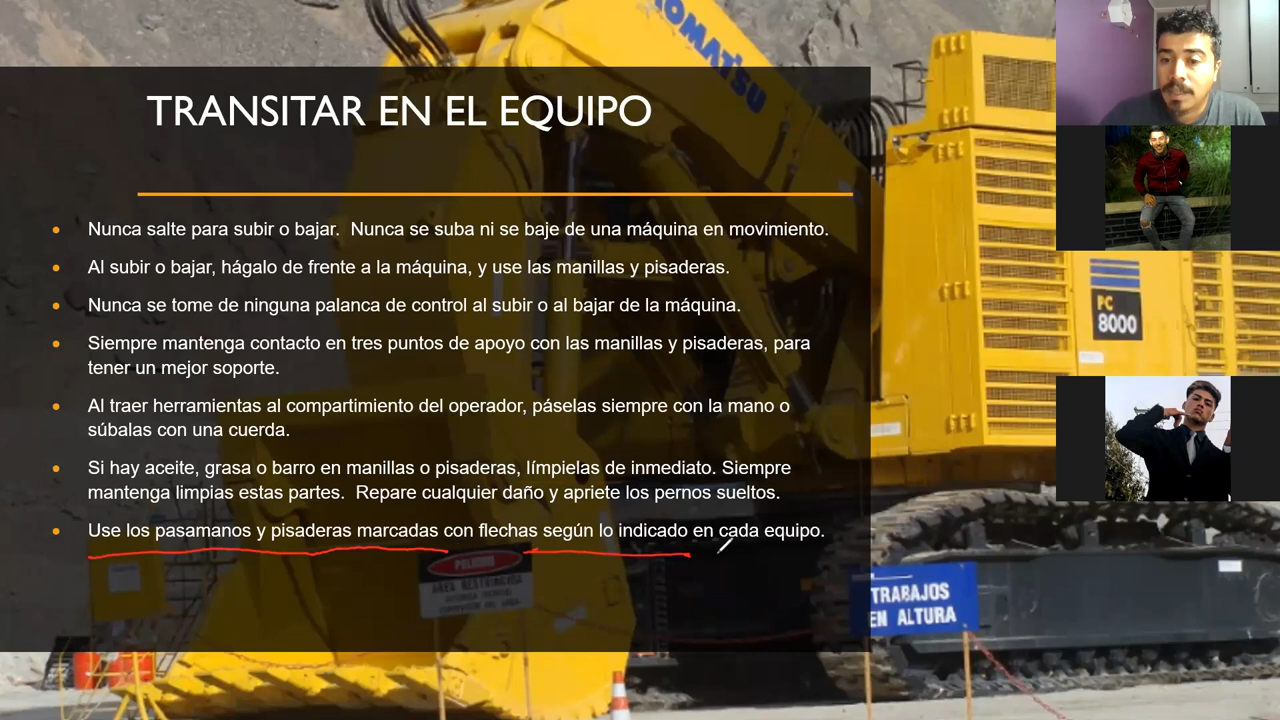 KOMATSU
TRANSITAR EN EL EQUIPO
Nunca salte para subir o bajar.  Nunca se suba ni se baje de una máquina en movimiento.
Al subir o bajar, hágalo de frente a la máquina, y use las manillas y pisaderas.
Nunca se tome de ninguna palanca de control al subir o al bajar de la máquina.
Siempre mantenga contacto en tres puntos de apoyo con las manillas y pisaderas, para
tener un mejor soporte.
Al traer herramientas al compartimiento del operador, páselas siempre con la mano o
súbalas con una cuerda.
Si hay aceite, grasa o barro en manillas o pisaderas, límpielas de inmediato. Siempre
mantenga limpias estas partes.  Repare cualquier daño y apriete los pernos sueltos.
Use los pasamanos y pisaderas marcadas con flechas según lo indicado en cada equipo.
PC
8000
PELIGRO
AREA RESTRINGIDA
TRABAJOS
EN ALTURA